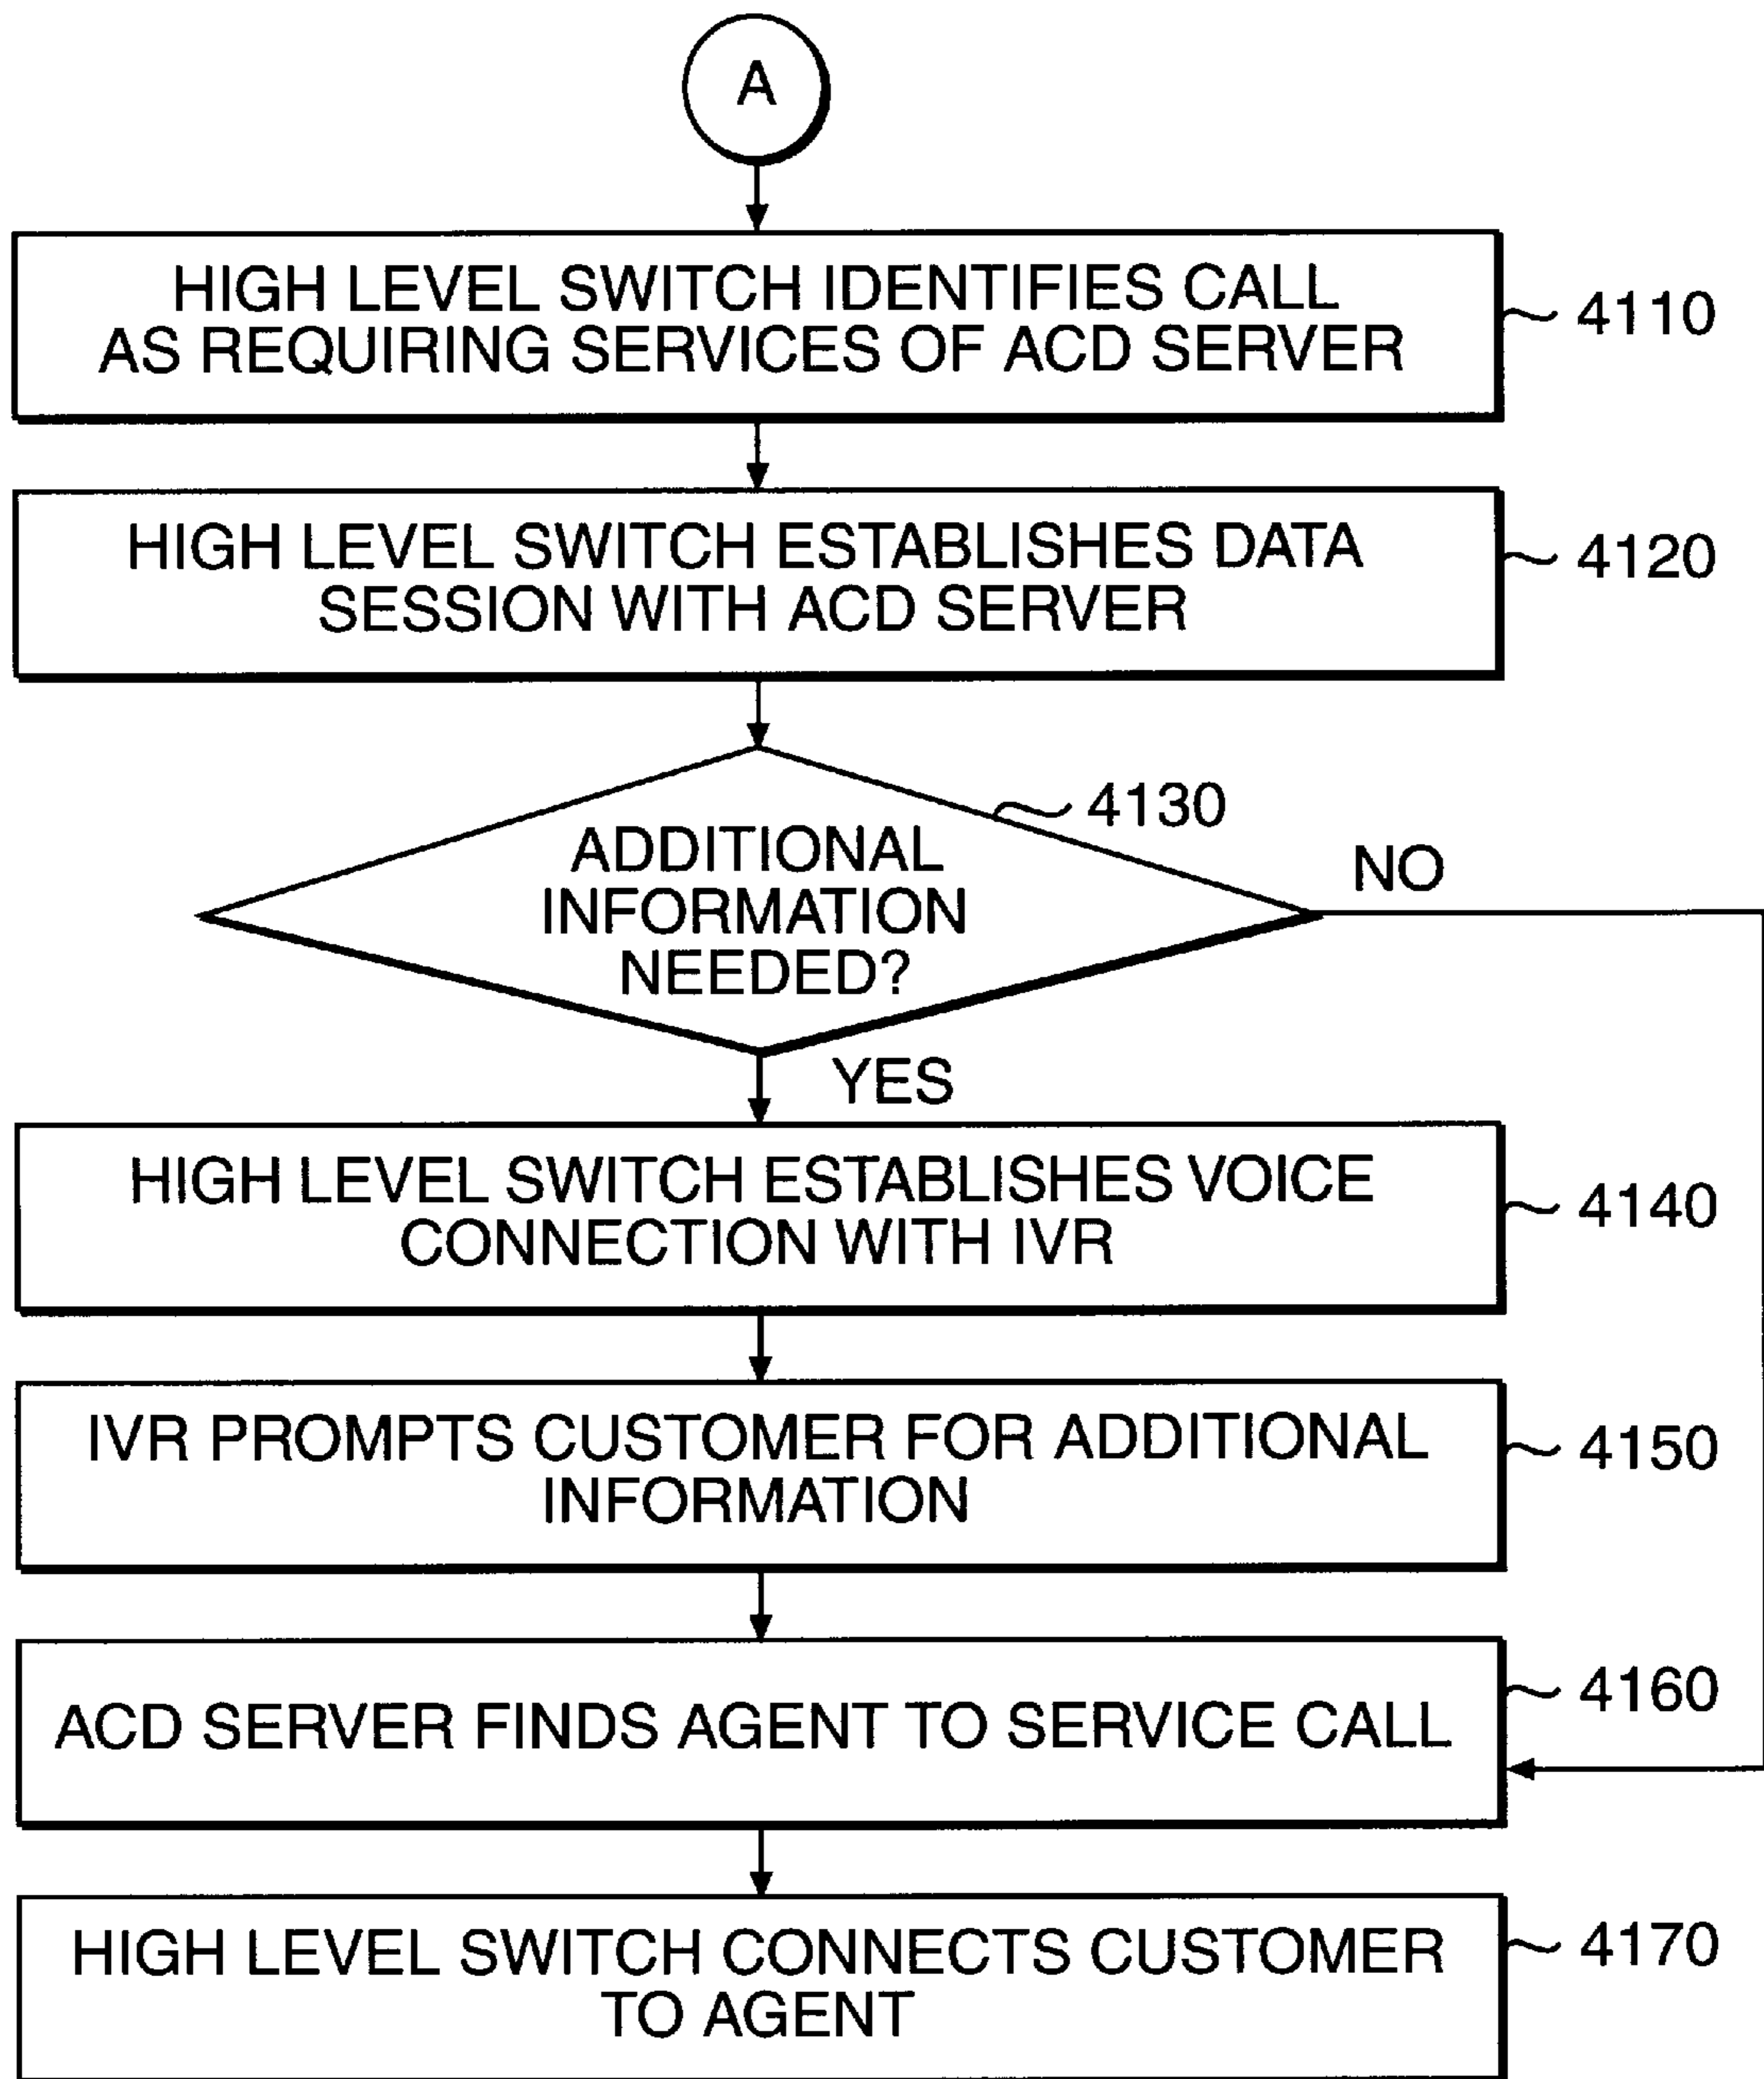 A
HIGH LEVEL SWITCH IDENTIFIES CALL
AS REQUIRING SERVICES OF ACD SERVER
4110
HIGH LEVEL SWITCH ESTABLISHES DATA
SESSION WITH ACD SERVER
4120
4130
ADDITIONAL
INFORMATION
NEEDED?
NO
YES
HIGH LEVEL SWITCH ESTABLISHES VOICE
CONNECTION WITH IVR
4140
IVR PROMPTS CUSTOMER FOR ADDITIONAL
INFORMATION
4150
ACD SERVER FINDS AGENT TO SERVICE CALL
4160
HIGH LEVEL SWITCH CONNECTS CUSTOMER
TO AGENT
4170